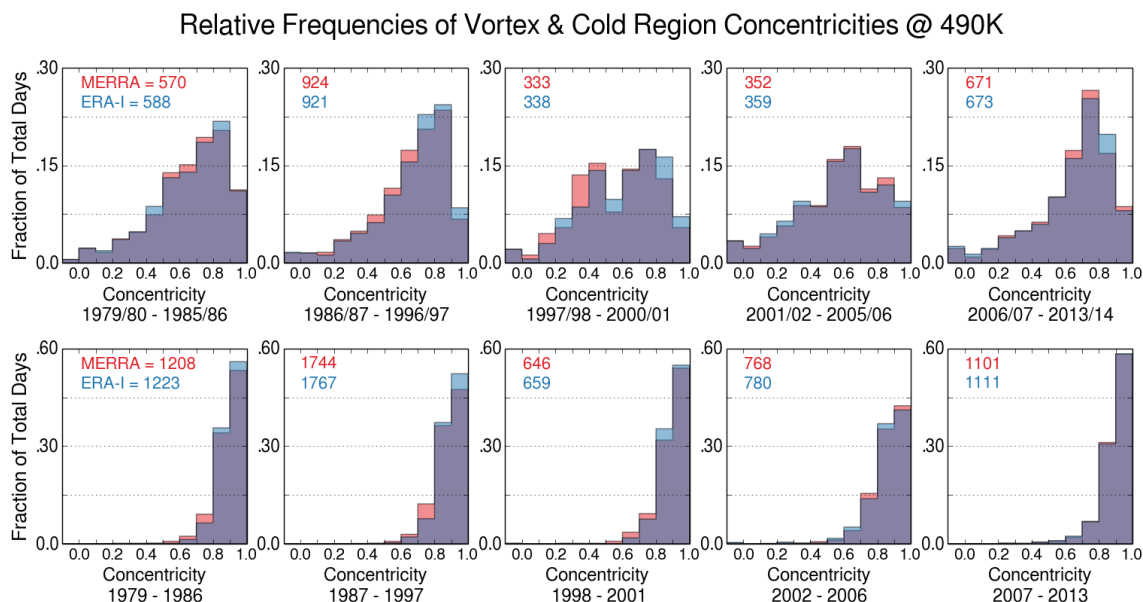 Relative Frequencies of Vortex & Cold Region Concentricities @ 490K
Fraction of Total Days
.30
.15
0.0
MERRA = 570
ERA-I = 588
0.0 0.2 0.4 0.6 0.8 1.0
Concentricity
1979/80 - 1985/86
.30
.15
0.0
924
921
0.0 0.2 0.4 0.6 0.8 1.0
Concentricity
1986/87 - 1996/97
.30
.15
0.0
333
338
0.0 0.2 0.4 0.6 0.8 1.0
Concentricity
1997/98 - 2000/01
.30
.15
0.0
352
359
0.0 0.2 0.4 0.6 0.8 1.0
Concentricity
2001/02 - 2005/06
.30
.15
0.0
671
673
0.0 0.2 0.4 0.6 0.8 1.0
Concentricity
2006/07 - 2013/14
Fraction of Total Days
.60
.30
0.0
MERRA = 1208
ERA-I = 1223
0.0 0.2 0.4 0.6 0.8 1.0
Concentricity
1979 - 1986
.60
.30
0.0
1744
1767
0.0 0.2 0.4 0.6 0.8 1.0
Concentricity
1987 - 1997
.60
.30
0.0
646
659
0.0 0.2 0.4 0.6 0.8 1.0
Concentricity
1998 - 2001
.60
.30
0.0
768
780
0.0 0.2 0.4 0.6 0.8 1.0
Concentricity
2002 - 2006
.60
.30
0.0
1101
1111
0.0 0.2 0.4 0.6 0.8 1.0
Concentricity
2007 - 2013